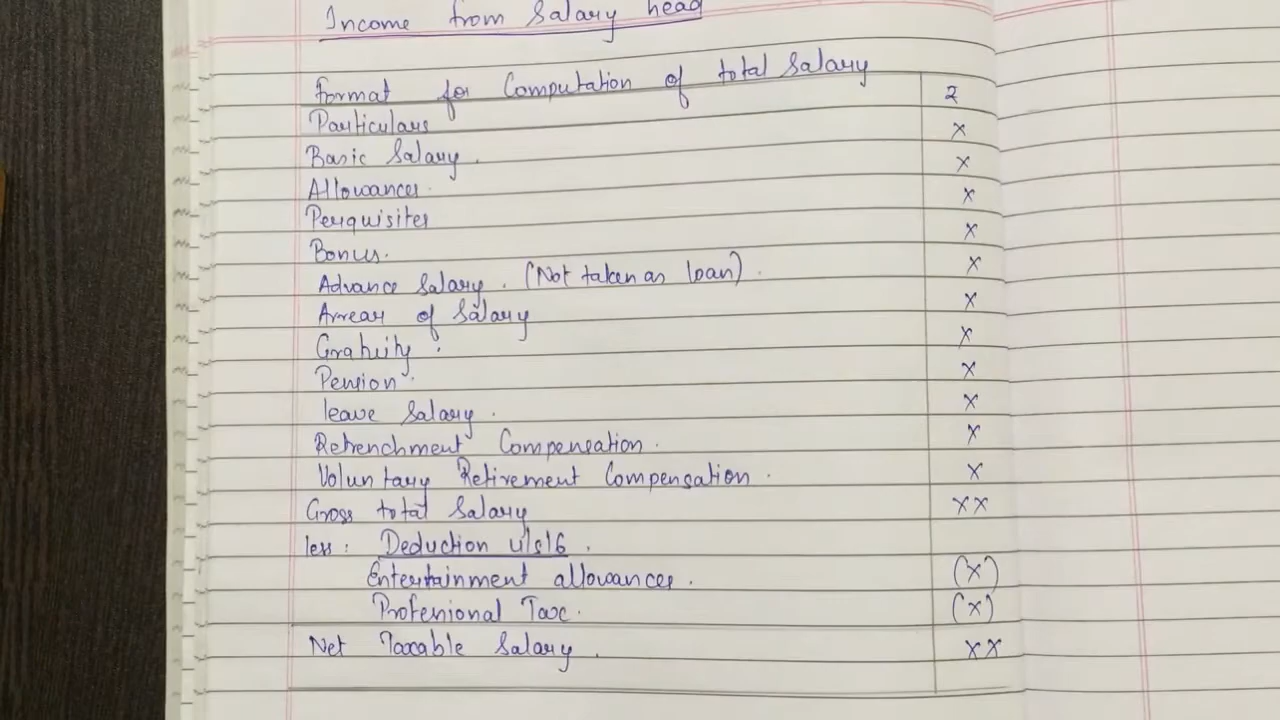 Income from Salary head
Format for Computation of total Salary
Particulars ₹
Basic Salary. X
Allowances. X
Perquisites X
Bonus. X
Advance Salary. (Not taken as loan). X
Arrear of Salary X
Gratuity. X
Pension. X
leave Salary. X
Retrenchment Compensation. X
Voluntary Retirement Compensation. X
Gross total Salary XX
less: Deduction u/s16.
Entertainment allowances. (X)
Professional Tax. (X)
Net Taxable Salary. XX